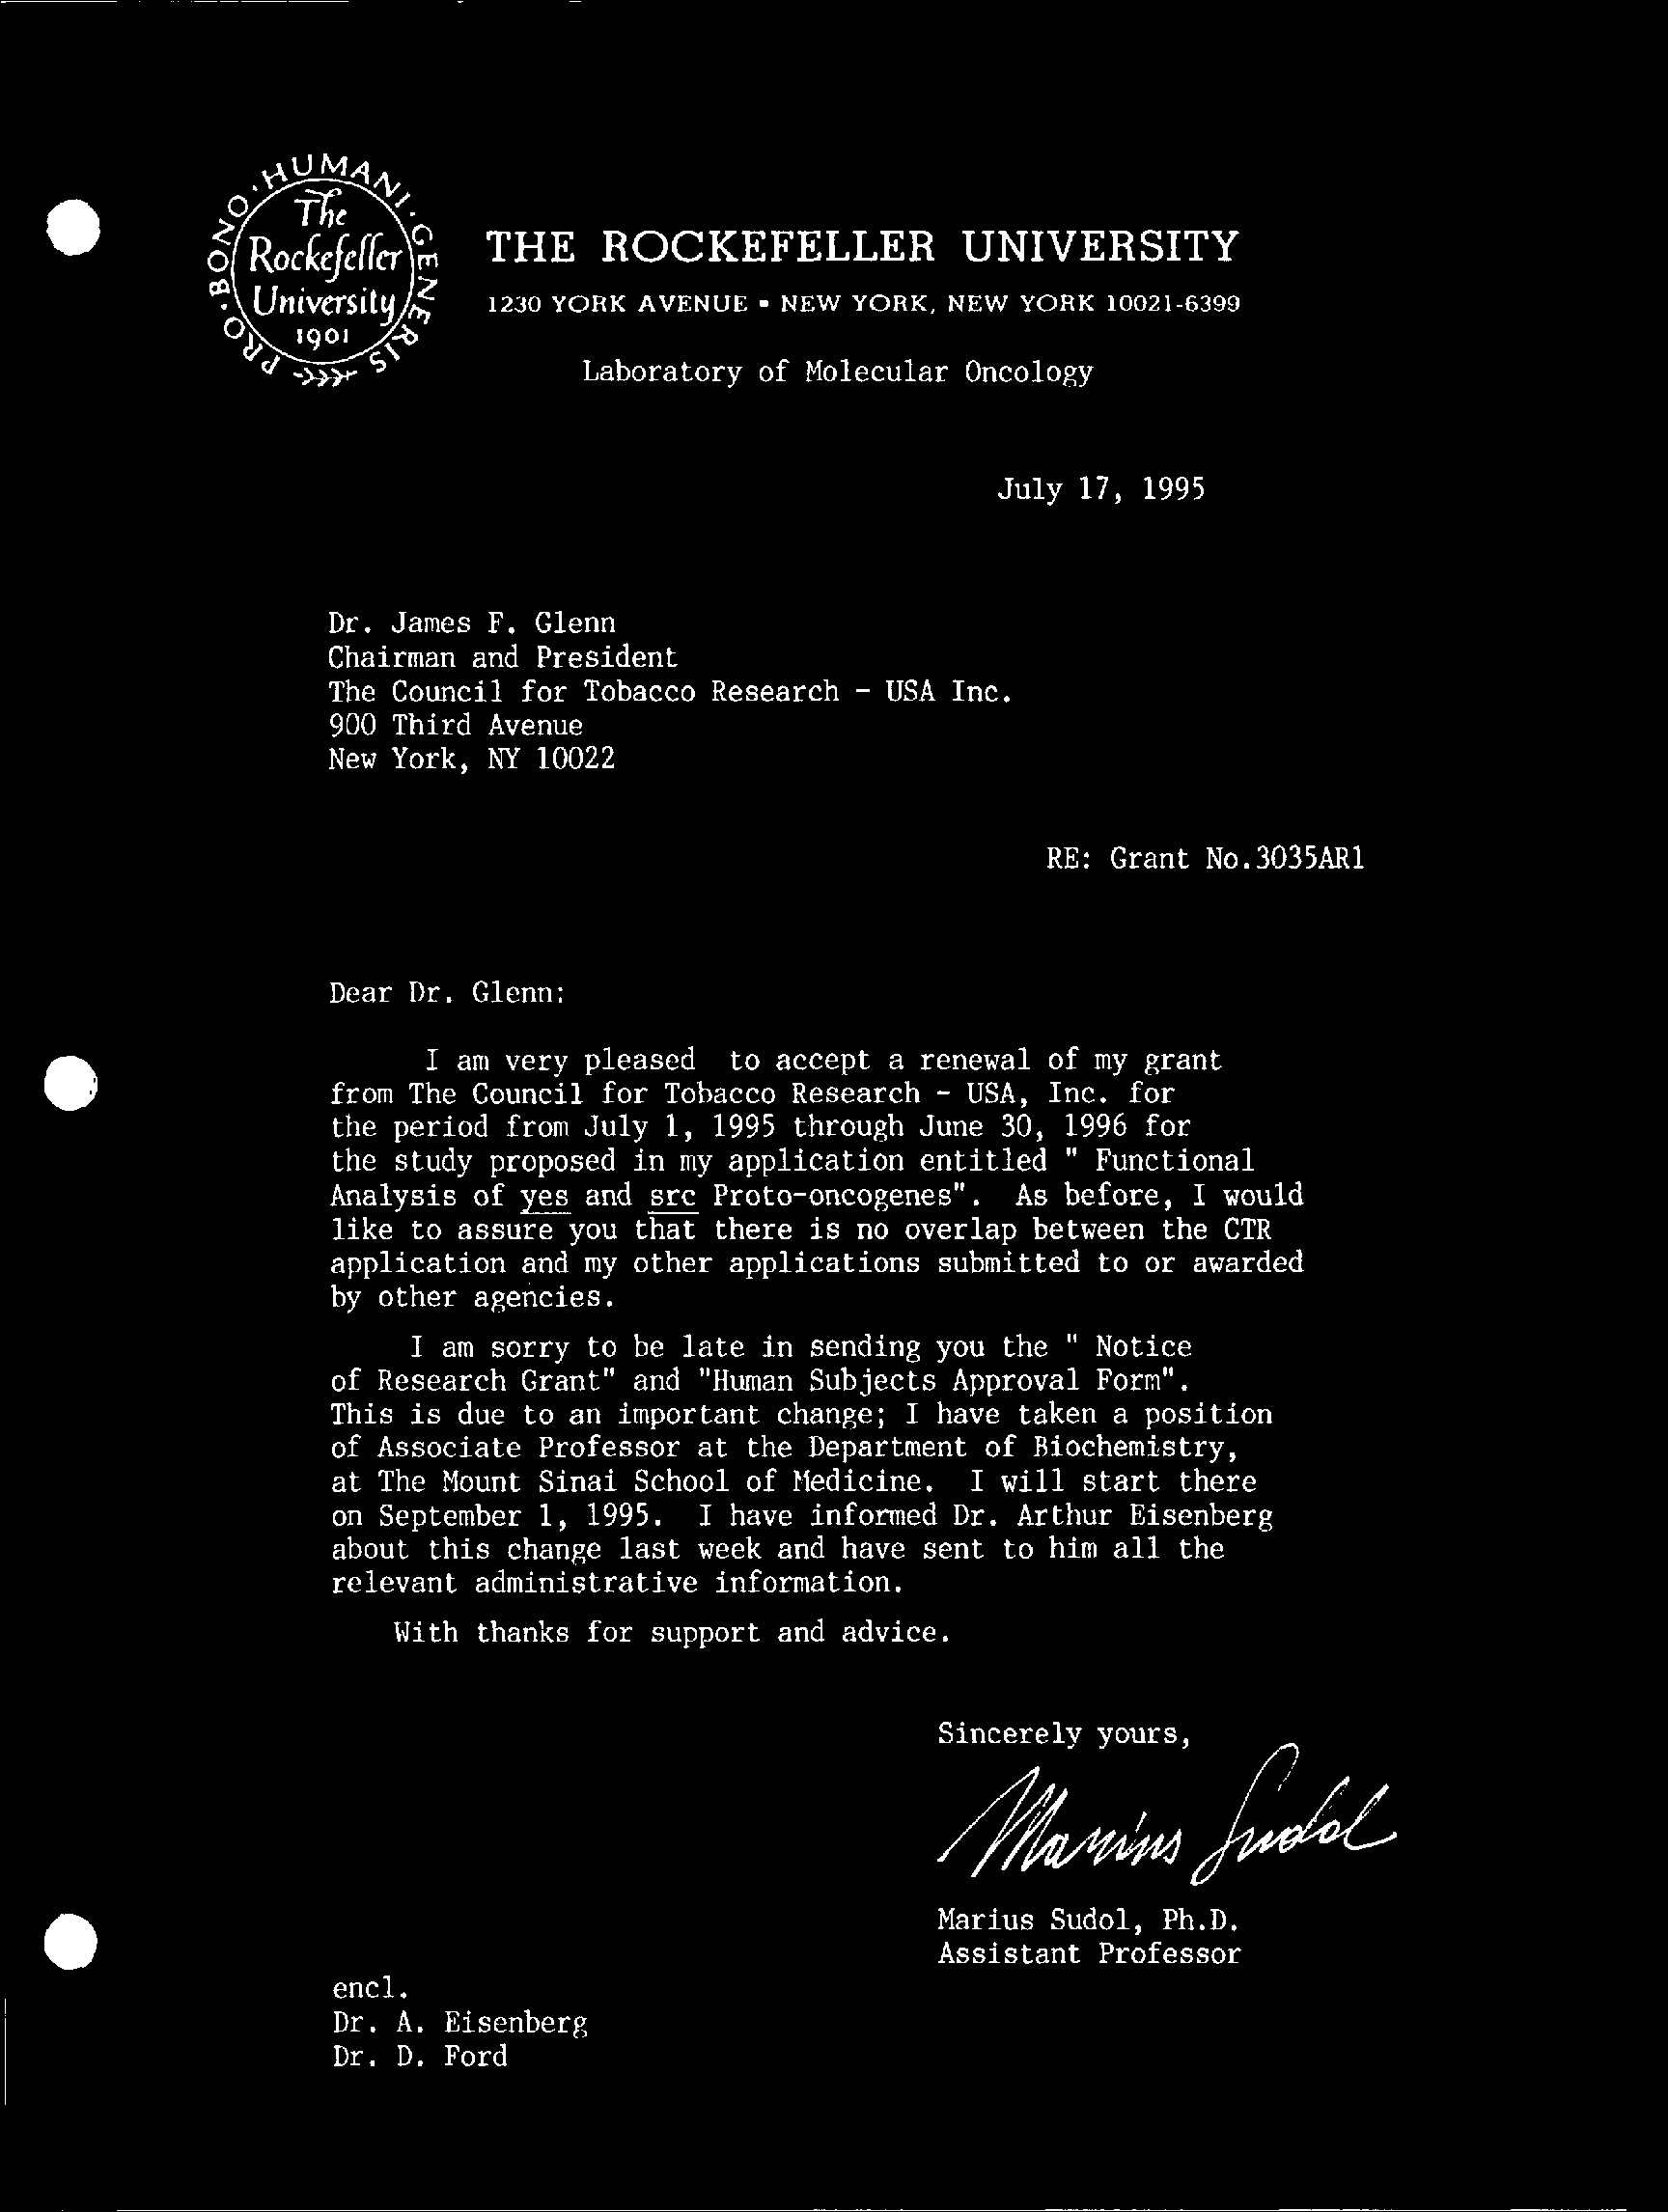 PRO·BONO·HUMANI·GENERIS
The
Rockefeller
University
1901
THE ROCKEFELLER UNIVERSITY
1230 YORK AVENUE ▪ NEW YORK, NEW YORK 10021-6399
Laboratory of Molecular Oncology
July 17, 1995
Dr. James F. Glenn
Chairman and President
The Council for Tobacco Research - USA Inc.
900 Third Avenue
New York, NY 10022
RE: Grant No.3035AR1
Dear Dr. Glenn:
I am very pleased to accept a renewal of my grant
from The Council for Tobacco Research - USA, Inc. for
the period from July 1, 1995 through June 30, 1996 for
the study proposed in my application entitled " Functional
Analysis of yes and src Proto-oncogenes". As before, I would
like to assure you that there is no overlap between the CTR
application and my other applications submitted to or awarded
by other agencies.
I am sorry to be late in sending you the " Notice
of Research Grant" and "Human Subjects Approval Form".
This is due to an important change; I have taken a position
of Associate Professor at the Department of Biochemistry,
at The Mount Sinai School of Medicine. I will start there
on September 1, 1995. I have informed Dr. Arthur Eisenberg
about this change last week and have sent to him all the
relevant administrative information.
With thanks for support and advice.
Sincerely yours,
Marius Sudol
Marius Sudol, Ph.D.
Assistant Professor
encl.
Dr. A. Eisenberg
Dr. D. Ford